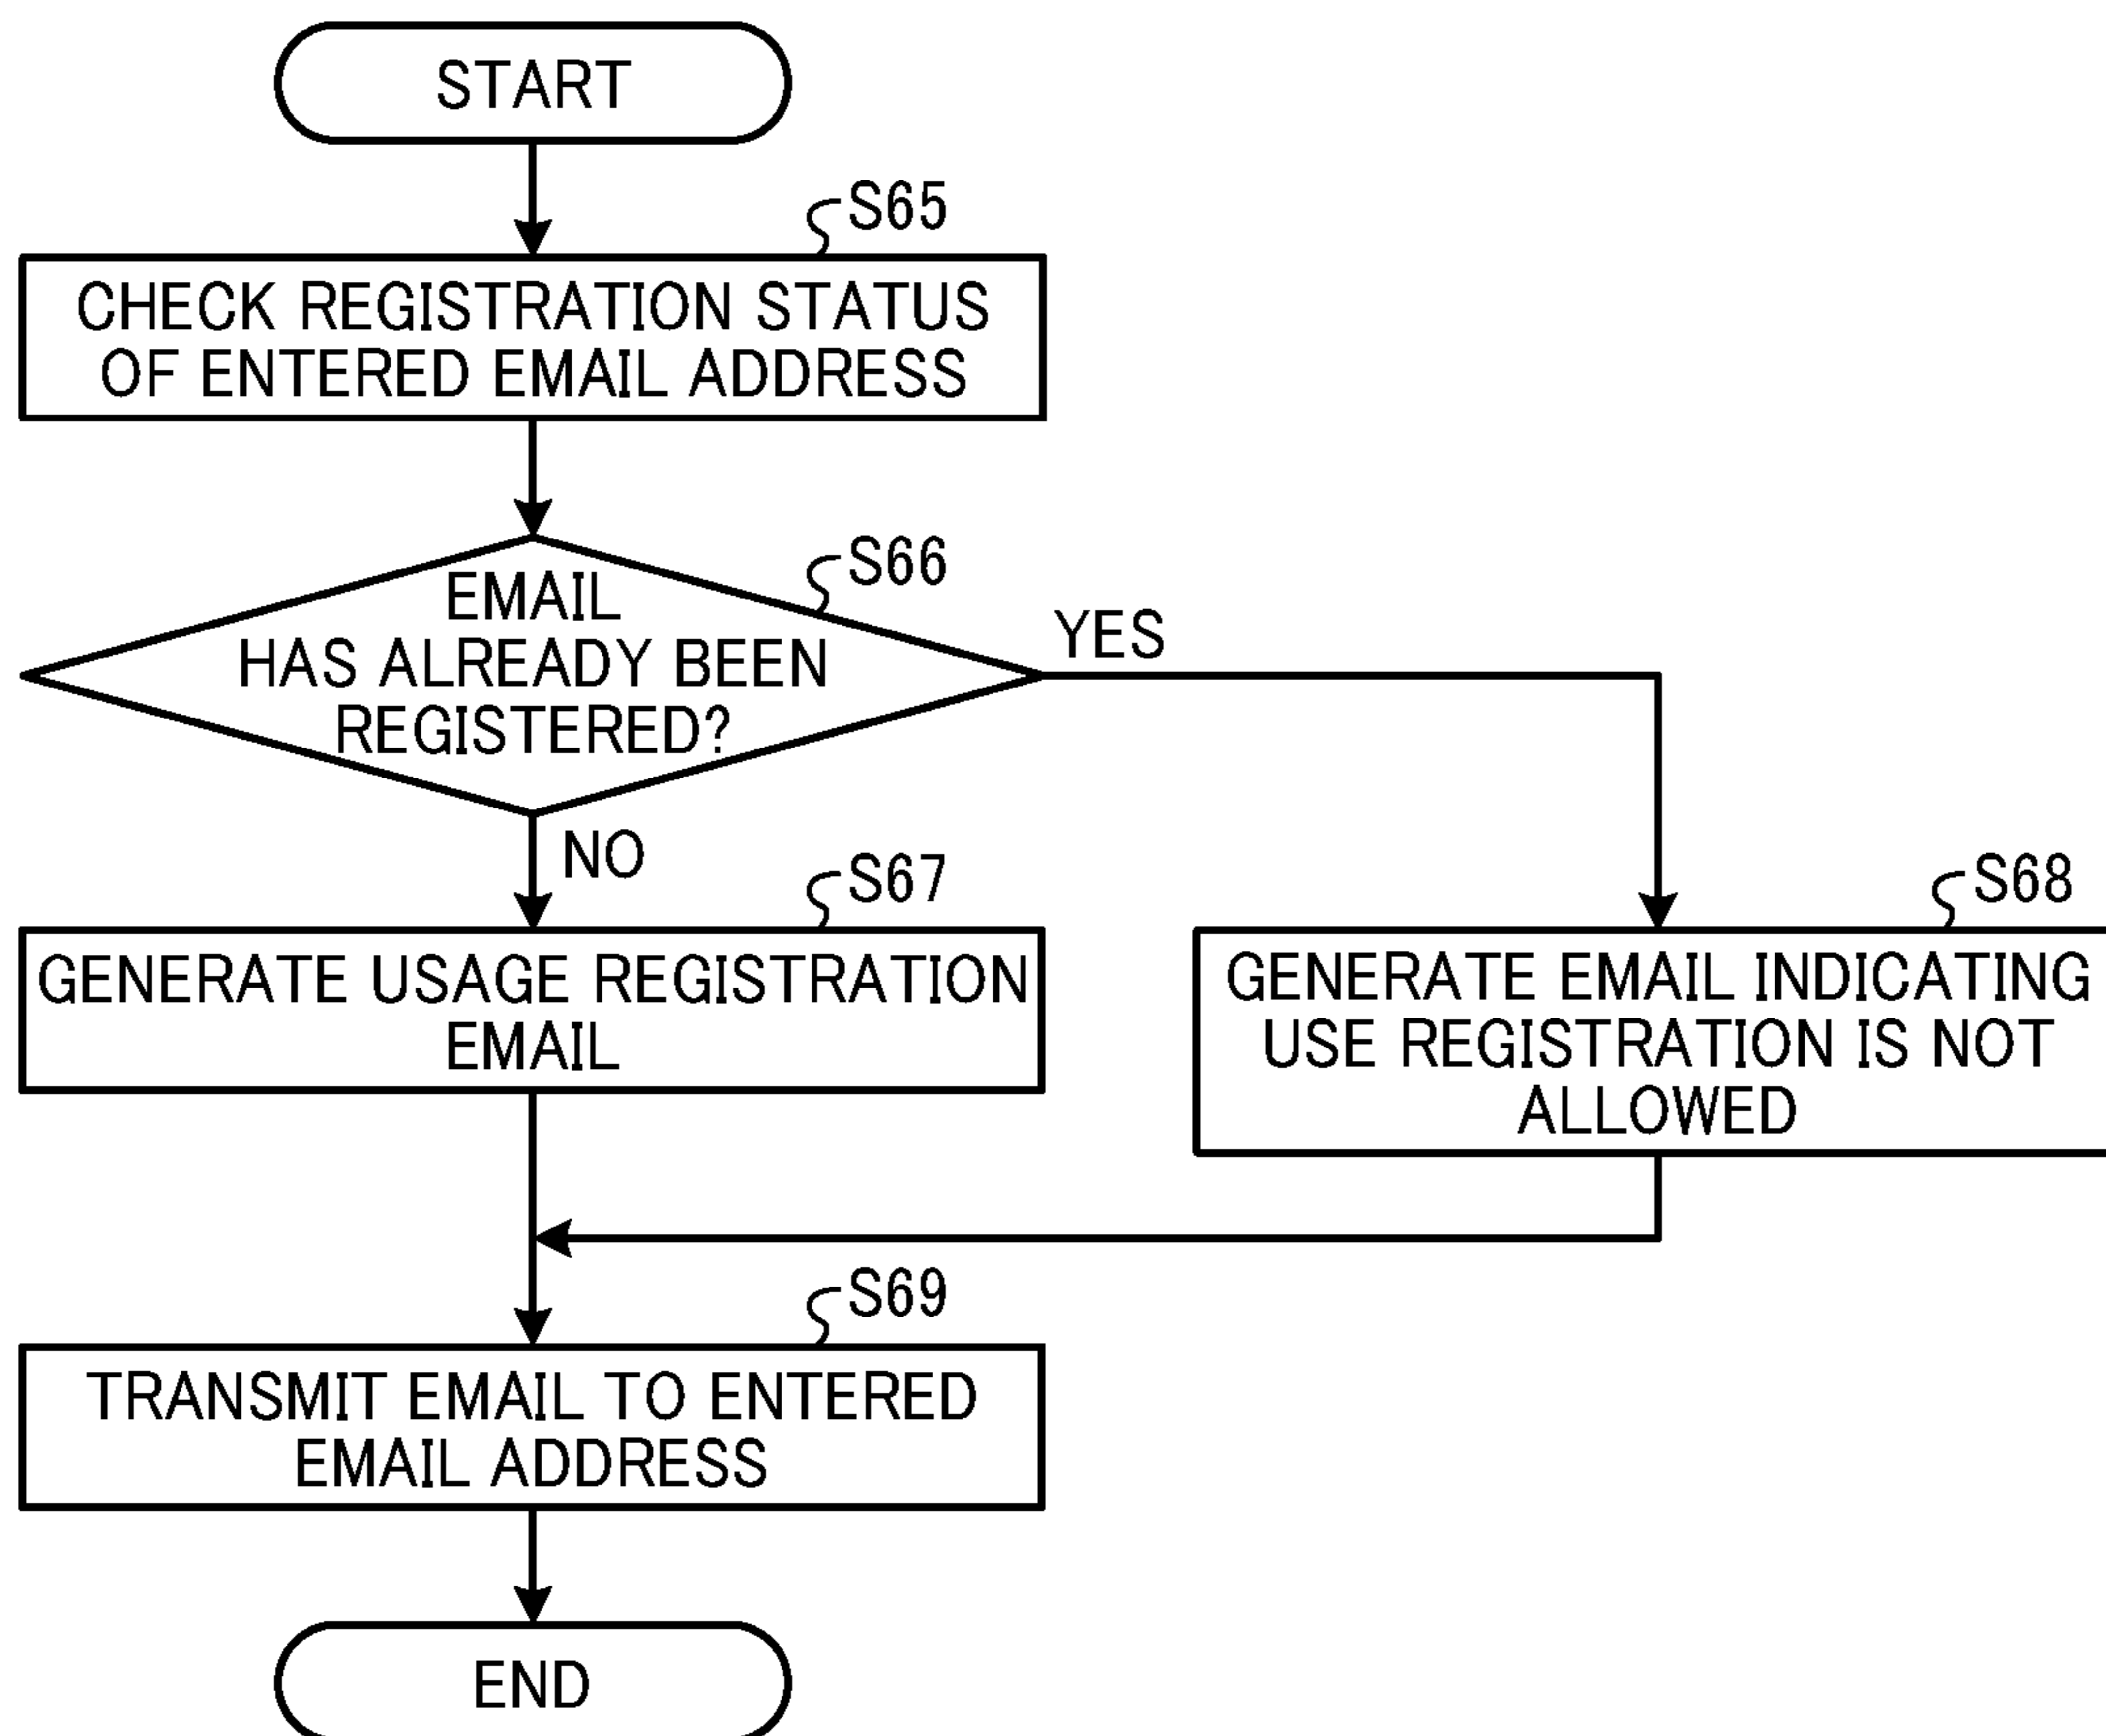 START
S65
CHECK REGISTRATION STATUS
OF ENTERED EMAIL ADDRESS
S66
EMAIL
HAS ALREADY BEEN
REGISTERED?
YES
NO
S67
GENERATE USAGE REGISTRATION
EMAIL
S68
GENERATE EMAIL INDICATING
USE REGISTRATION IS NOT
ALLOWED
S69
TRANSMIT EMAIL TO ENTERED
EMAIL ADDRESS
END